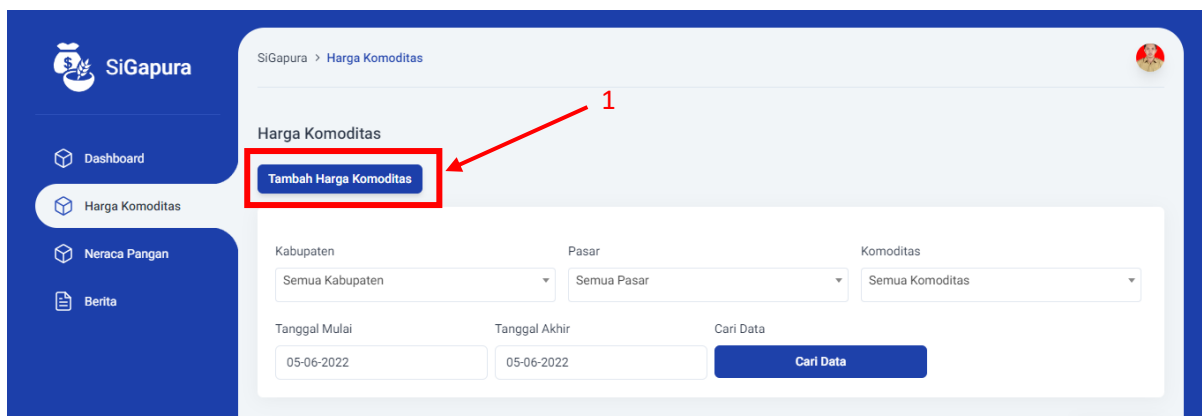 SiGapura
SiGapura > Harga Komoditas
1
Harga Komoditas
Tambah Harga Komoditas
Dashboard
Harga Komoditas
Neraca Pangan
Berita
Kabupaten Pasar Komoditas
Semua Kabupaten Semua Pasar Semua Komoditas
Tanggal Mulai Tanggal Akhir Cari Data
05-06-2022 05-06-2022 Cari Data